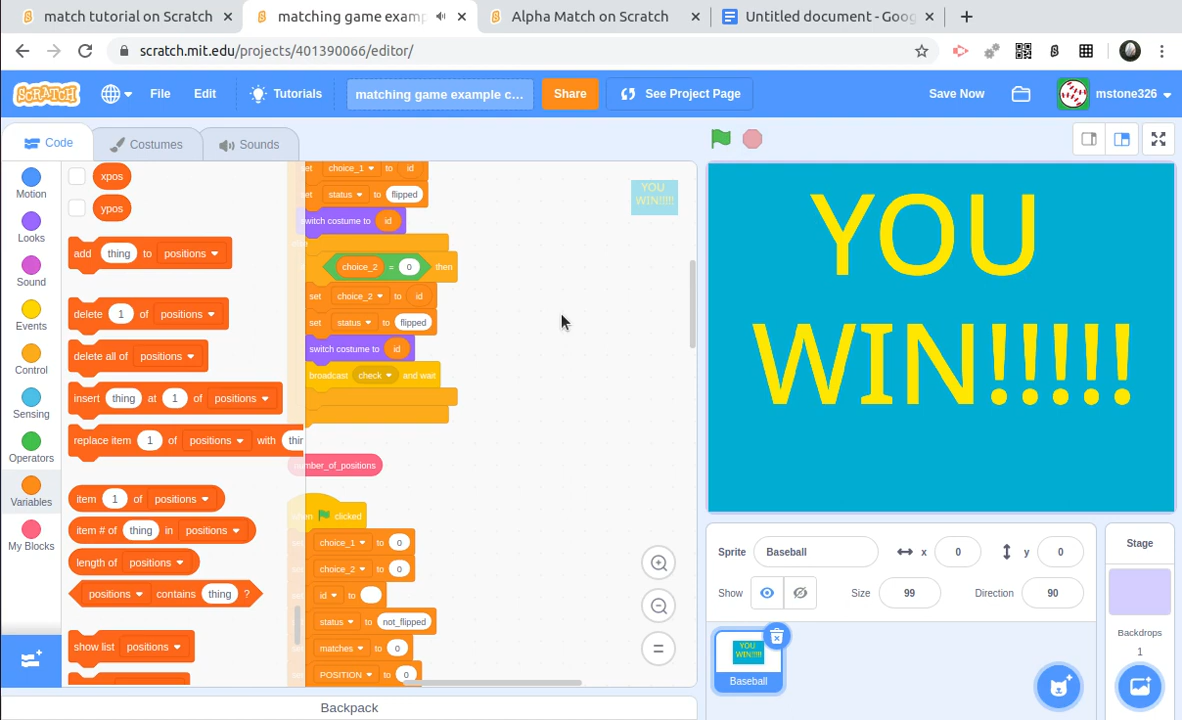 match tutorial on Scratch
matching game examp
Alpha Match on Scratch
Untitled document - Goog
scratch.mit.edu/projects/401390066/editor/
SCRATCH
File
Edit
Tutorials
matching game example c...
Share
See Project Page
Save Now
mstone326
Code
Costumes
Sounds
Motion
Looks
Sound
Events
Control
Sensing
Operators
Variables
My Blocks
xpos
ypos
add thing to positions
delete 1 of positions
delete all of positions
insert thing at 1 of positions
replace item 1 of positions with thir
item 1 of positions
item # of thing in positions
length of positions
positions contains thing ?
show list positions
set choice_1 to id
set status to flipped
switch costume to id
choice_2 = 0 then
set choice_2 to id
set status to flipped
switch costume to id
broadcast check and wait
number_of_positions
when clicked
choice_1 to 0
choice_2 to 0
id to
status to not_flipped
matches to 0
POSITION to 0
YOU
WIN!!!!!
Backpack
YOU
WIN!!!!!
Sprite Baseball x 0 y 0
Show Size 99 Direction 90
YOU
WIN!!!!!
Baseball
Stage
Backdrops
1